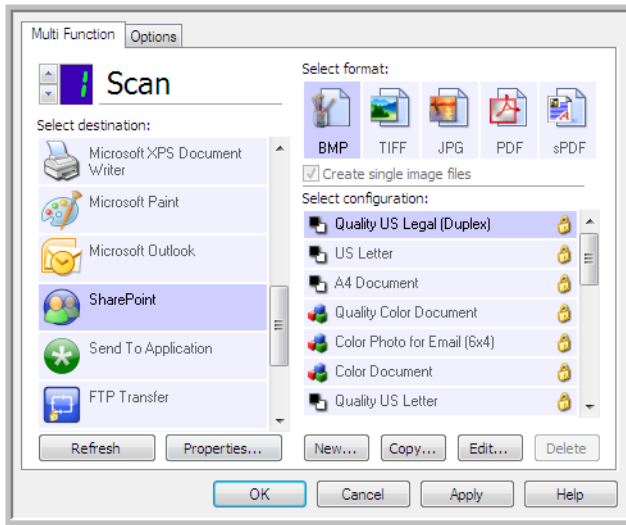 Multi Function
Options
1
Scan
Select destination:
Microsoft XPS Document
Writer
Microsoft Paint
Microsoft Outlook
SharePoint
Send To Application
FTP Transfer
Refresh
Properties...
Select format:
BMP
TIFF
JPG
PDF
sPDF
Create single image files
Select configuration:
Quality US Legal (Duplex)
US Letter
A4 Document
Quality Color Document
Color Photo for Email (6x4)
Color Document
Quality US Letter
New...
Copy...
Edit...
Delete
OK
Cancel
Apply
Help